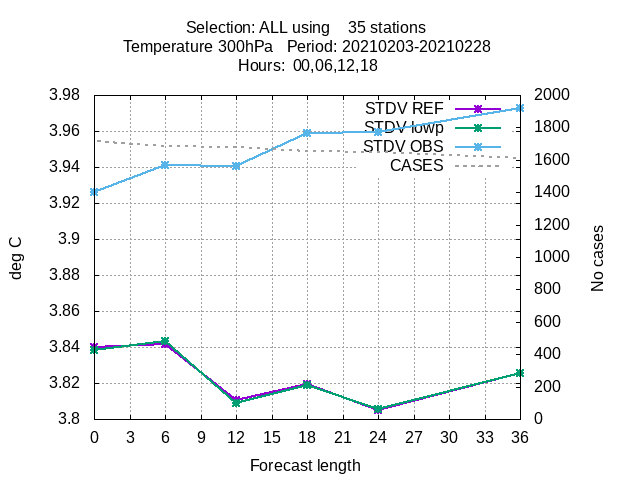 Selection: ALL using    35 stations
Temperature 300hPa   Period: 20210203-20210228
Hours:  00,06,12,18
STDV REF
STDV lowp
STDV OBS
CASES
3.98
3.96
3.94
3.92
3.9
3.88
3.86
3.84
3.82
3.8
deg C
2000
1800
1600
1400
1200
1000
800
600
400
200
0
No cases
0 3 6 9 12 15 18 21 24 27 30 33 36
Forecast length